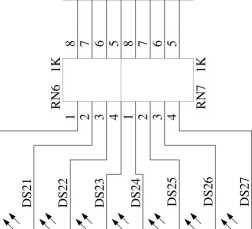 8 7 6 5 8 7 6 5
1K 1K
RN6 RN7
1 2 3 4 1 2 3 4
DS21 DS22 DS23 DS24 DS25 DS26 DS27